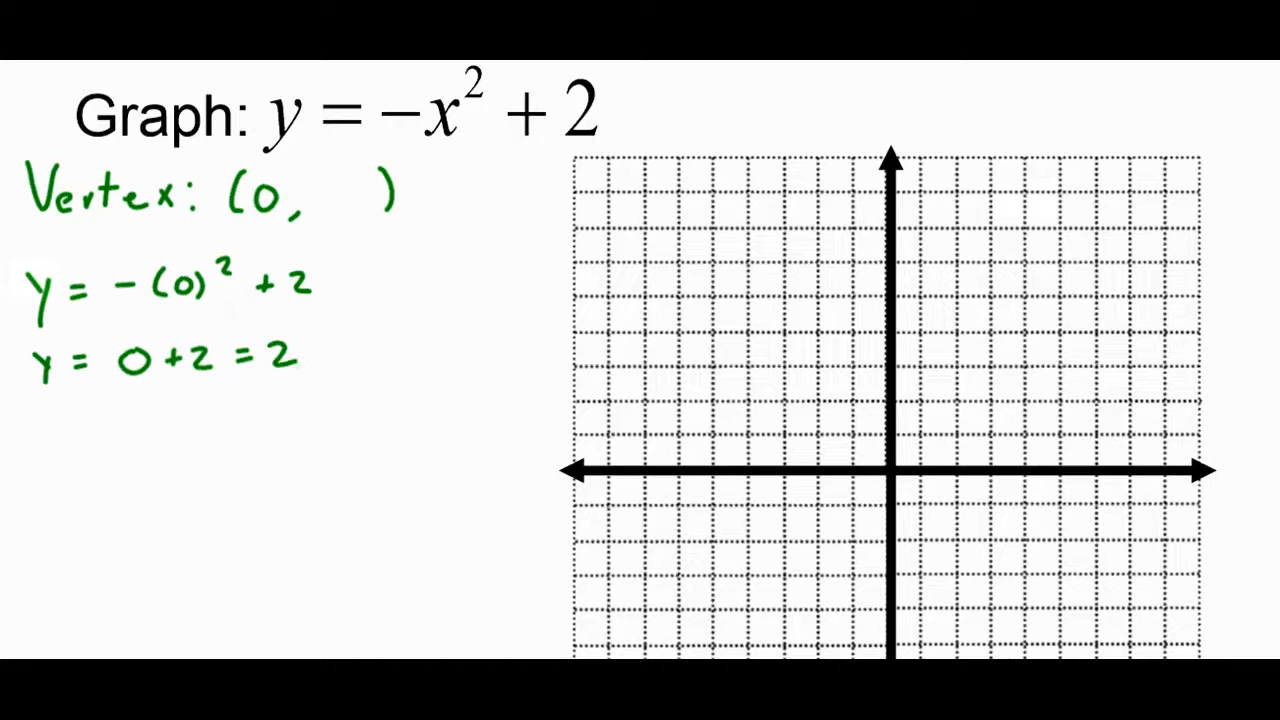 Graph: y = −x² + 2
Vertex: (0,   )
y = -(0)² + 2
y = 0 + 2 = 2